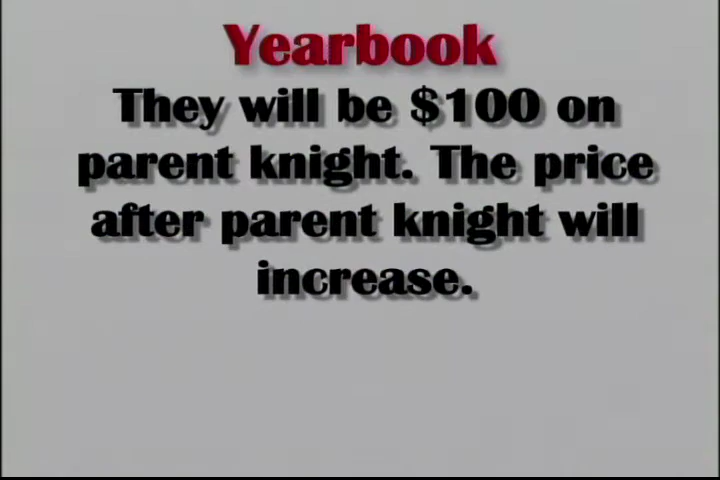 Yearbook
They will be $100 on
parent knight. The price
after parent knight will
increase.